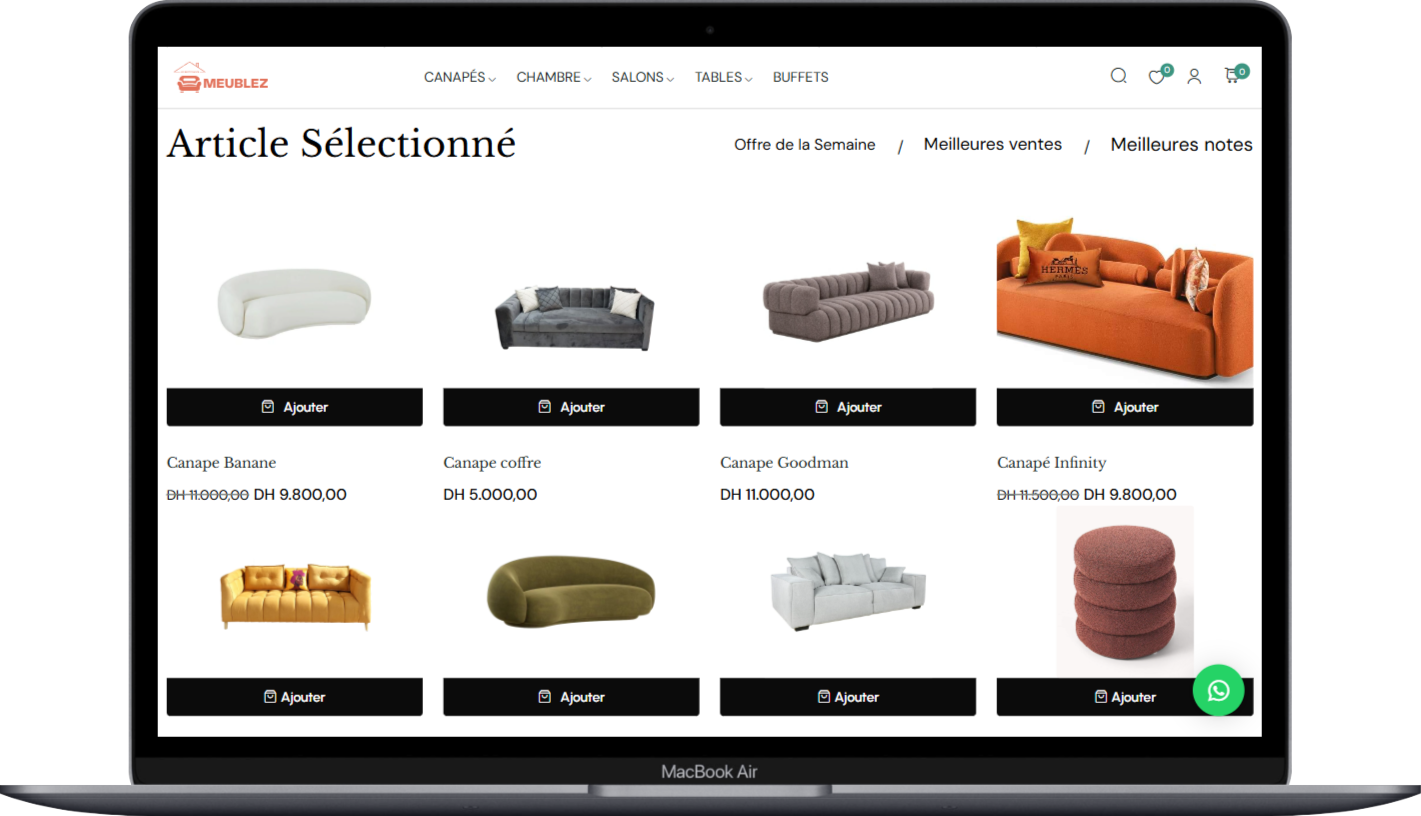 MEUBLEZ
CANAPÉS CHAMBRE SALONS TABLES BUFFETS
0 0
Article Sélectionné
Offre de la Semaine / Meilleures ventes / Meilleures notes
HERMES
PARIS
Ajouter Ajouter Ajouter Ajouter
Canape Banane Canape coffre Canape Goodman Canapé Infinity
DH 11.000,00 DH 9.800,00 DH 5.000,00 DH 11.000,00 DH 11.500,00 DH 9.800,00
Ajouter Ajouter Ajouter Ajouter
MacBook Air